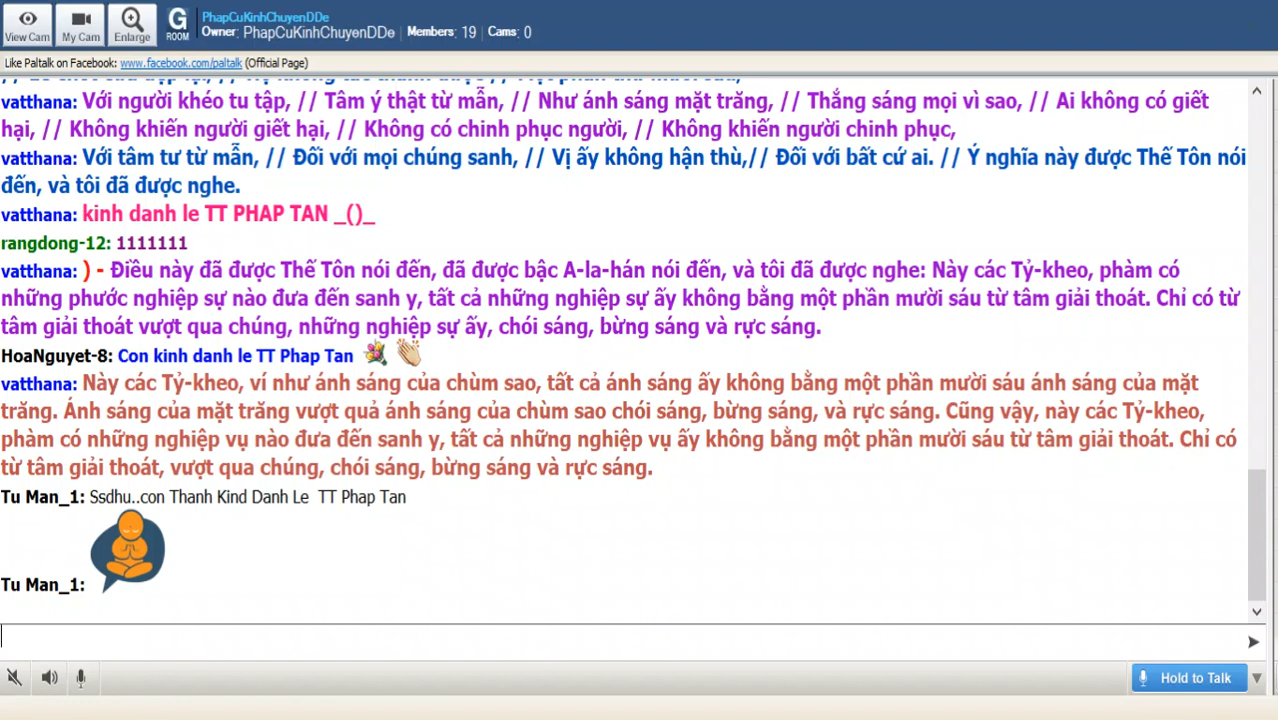 View Cam
My Cam
Enlarge
G
ROOM
PhapCuKinhChuyenDDe
Owner: PhapCuKinhChuyenDDe
Members: 19
Cams: 0
Like Paltalk on Facebook: www.facebook.com/paltalk (Official Page)
vatthana: Với người khéo tu tập, // Tâm ý thật từ mẫn, // Như ánh sáng mặt trăng, // Thắng sáng mọi vì sao, // Ai không có giết
hại, // Không khiến người giết hại, // Không có chinh phục người, // Không khiến người chinh phục,
vatthana: Với tâm tư từ mẫn, // Đối với mọi chúng sanh, // Vị ấy không hận thù,// Đối với bất cứ ai. // Ý nghĩa này được Thế Tôn nói
đến, và tôi đã được nghe.
vatthana: kinh danh le TT PHAP TAN _()_
rangdong-12: 1111111
vatthana: ) - Điều này đã được Thế Tôn nói đến, đã được bậc A-la-hán nói đến, và tôi đã được nghe: Này các Tỷ-kheo, phàm có
những phước nghiệp sự nào đưa đến sanh y, tất cả những nghiệp sự ấy không bằng một phần mười sáu từ tâm giải thoát. Chỉ có từ
tâm giải thoát vượt qua chúng, những nghiệp sự ấy, chói sáng, bừng sáng và rực sáng.
HoaNguyet-8: Con kinh danh le TT Phap Tan
vatthana: Này các Tỷ-kheo, ví như ánh sáng của chùm sao, tất cả ánh sáng ấy không bằng một phần mười sáu ánh sáng của mặt
trăng. Ánh sáng của mặt trăng vượt quả ánh sáng của chùm sao chói sáng, bừng sáng, và rực sáng. Cũng vậy, này các Tỷ-kheo,
phàm có những nghiệp vụ nào đưa đến sanh y, tất cả những nghiệp vụ ấy không bằng một phần mười sáu từ tâm giải thoát. Chỉ có
từ tâm giải thoát, vượt qua chúng, chói sáng, bừng sáng và rực sáng.
Tu Man_1: Ssdhu..con Thanh Kind Danh Le TT Phap Tan
Tu Man_1:
Hold to Talk